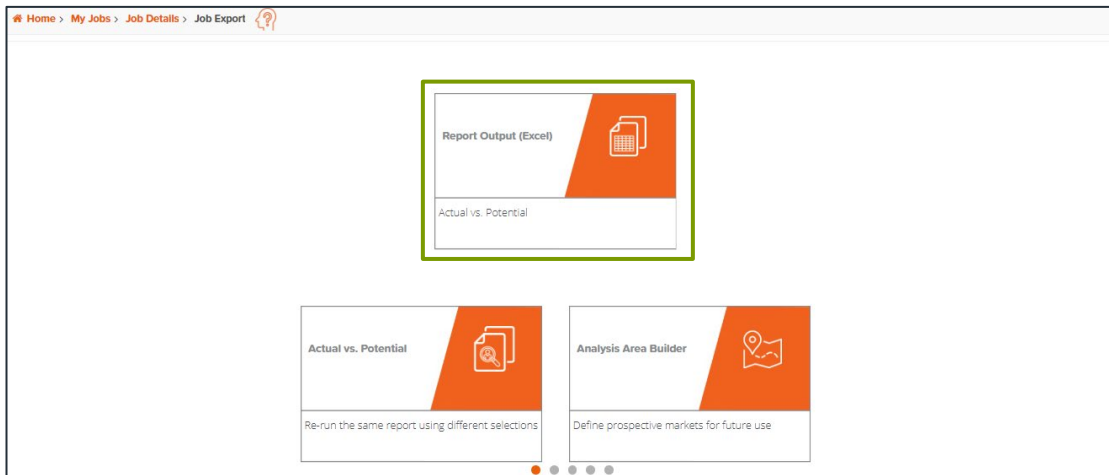 Home > My Jobs > Job Details > Job Export
Report Output (Excel)
Actual vs. Potential
Actual vs. Potential
Re-run the same report using different selections
Analysis Area Builder
Define prospective markets for future use